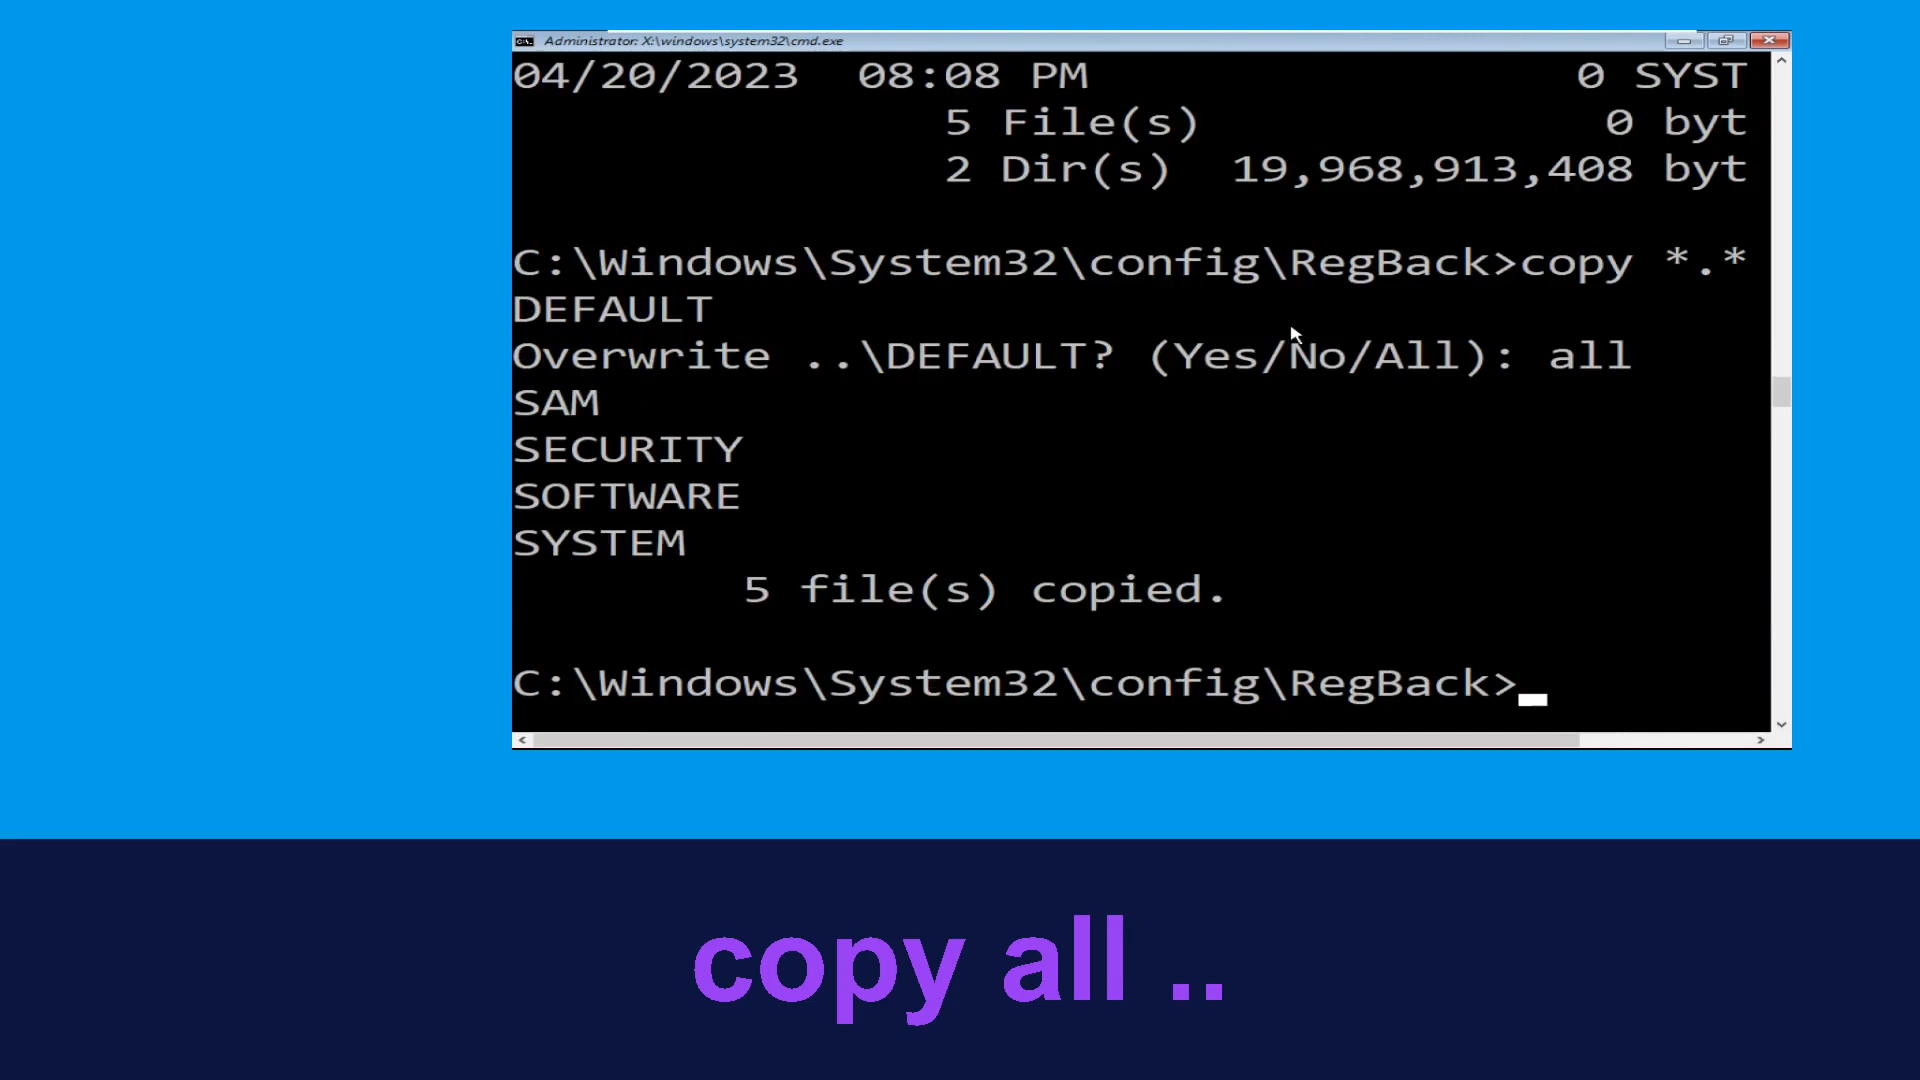 Administrator: X:\windows\system32\cmd.exe
04/20/2023  08:08 PM                 0 SYST
               5 File(s)              0 byt
               2 Dir(s)  19,968,913,408 byt
C:\Windows\System32\config\RegBack>copy *.*
DEFAULT
Overwrite ..\DEFAULT? (Yes/No/All): all
SAM
SECURITY
SOFTWARE
SYSTEM
        5 file(s) copied.
C:\Windows\System32\config\RegBack>
copy all ..